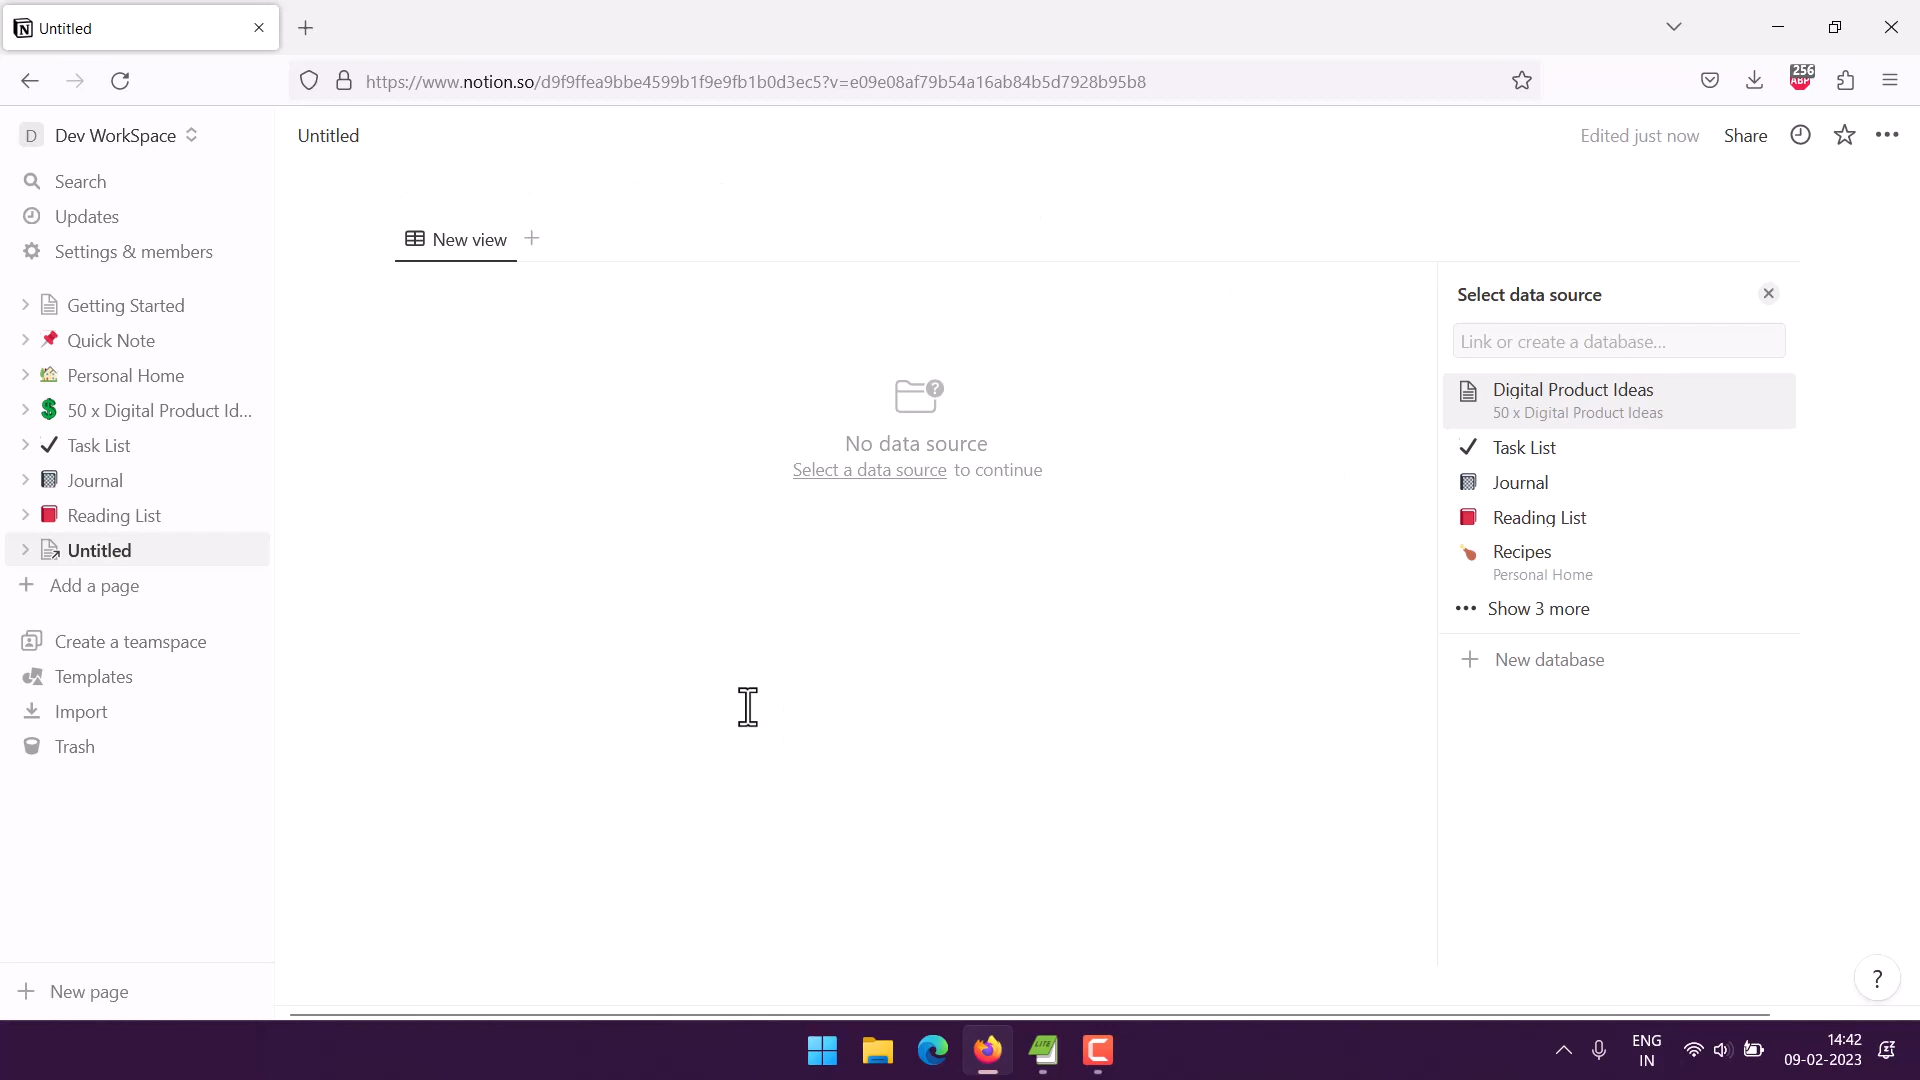 Untitled
https://www.notion.so/d9f9ffea9bbe4599b1f9e9fb1b0d3ec5?v=e09e08af79b54a16ab84b5d7928b95b8
256
ABP
D Dev WorkSpace
Untitled
Edited just now
Share
Search
Updates
Settings & members
Getting Started
Quick Note
Personal Home
50 x Digital Product Id...
Task List
Journal
Reading List
Untitled
Add a page
Create a teamspace
Templates
Import
Trash
New page
New view
No data source
Select a data source to continue
Select data source
Link or create a database...
Digital Product Ideas
50 x Digital Product Ideas
Task List
Journal
Reading List
Recipes
Personal Home
Show 3 more
New database
?
LITE
ENG
IN
14:42
09-02-2023